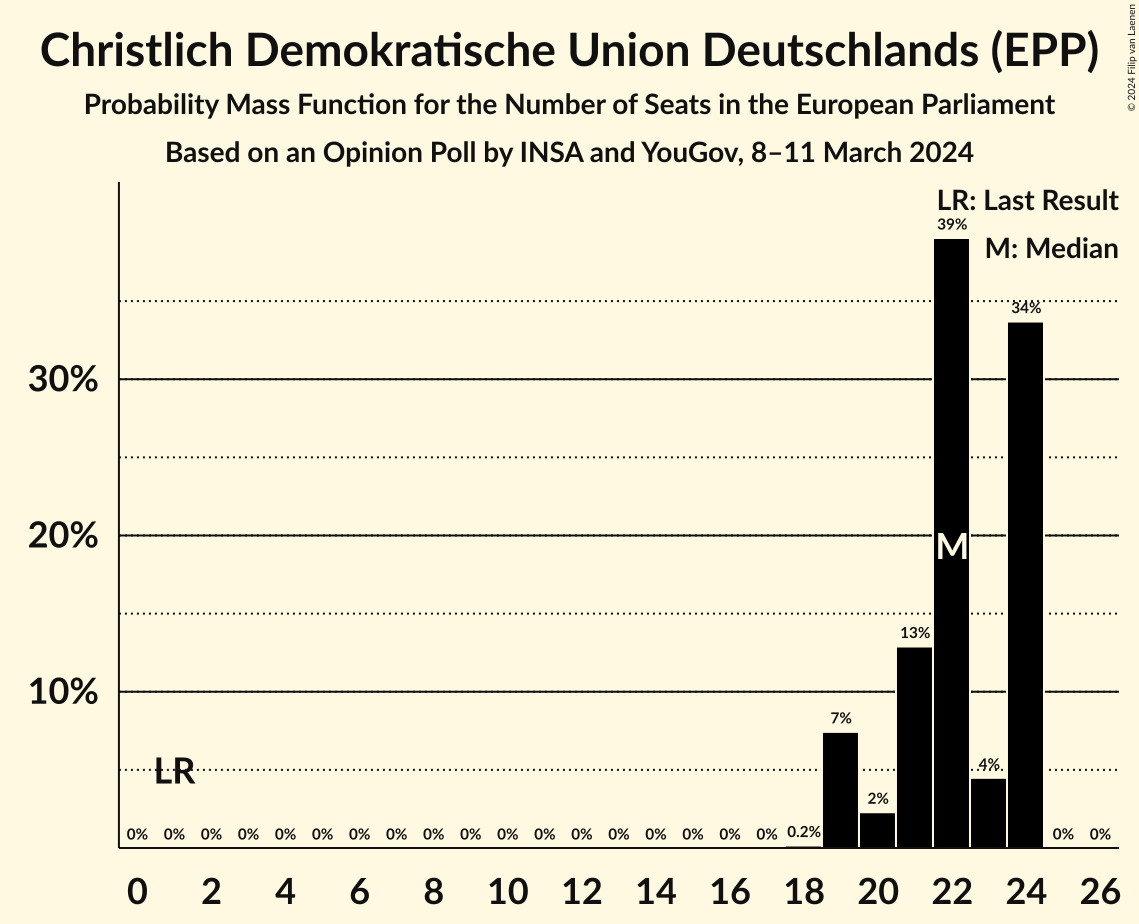 Christlich Demokratische Union Deutschlands (EPP)
Probability Mass Function for the Number of Seats in the European Parliament
Based on an Opinion Poll by INSA and YouGov, 8–11 March 2024
© 2024 Filip van Laenen
LR: Last Result
M: Median
39%
34%
30%
20%
M
13%
10%
7%
LR
4%
2%
0% 0% 0% 0% 0% 0% 0% 0% 0% 0% 0% 0% 0% 0% 0% 0% 0% 0% 0.2% 0% 0%
0 2 4 6 8 10 12 14 16 18 20 22 24 26